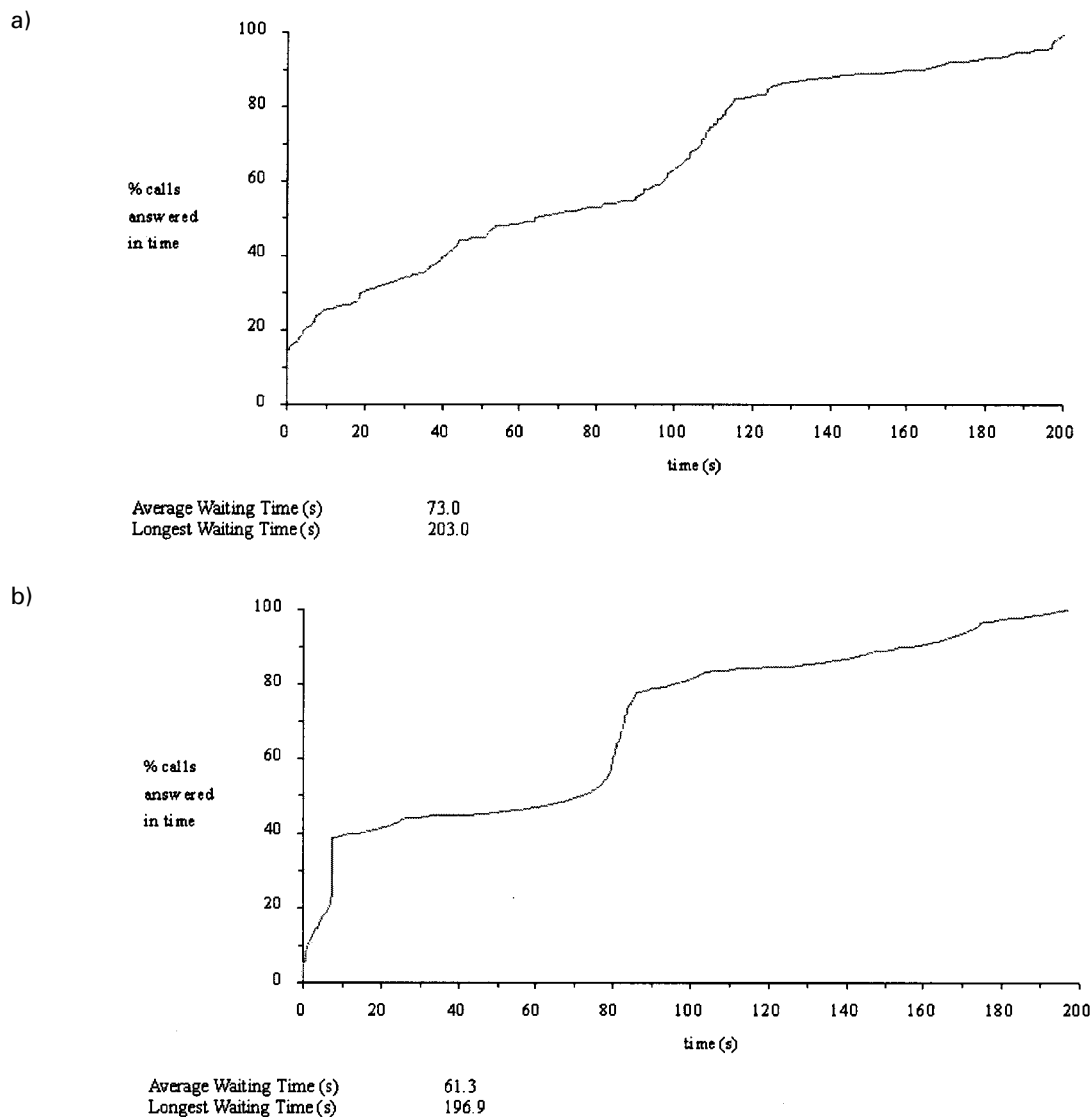 a)
100
80
60
40
20
0
% calls
answered
in time
0 20 40 60 80 100 120 140 160 180 200
time (s)
Average Waiting Time (s) 73.0
Longest Waiting Time (s) 203.0
b)
100
80
60
40
20
0
% calls
answered
in time
0 20 40 60 80 100 120 140 160 180 200
time (s)
Average Waiting Time (s) 61.3
Longest Waiting Time (s) 196.9